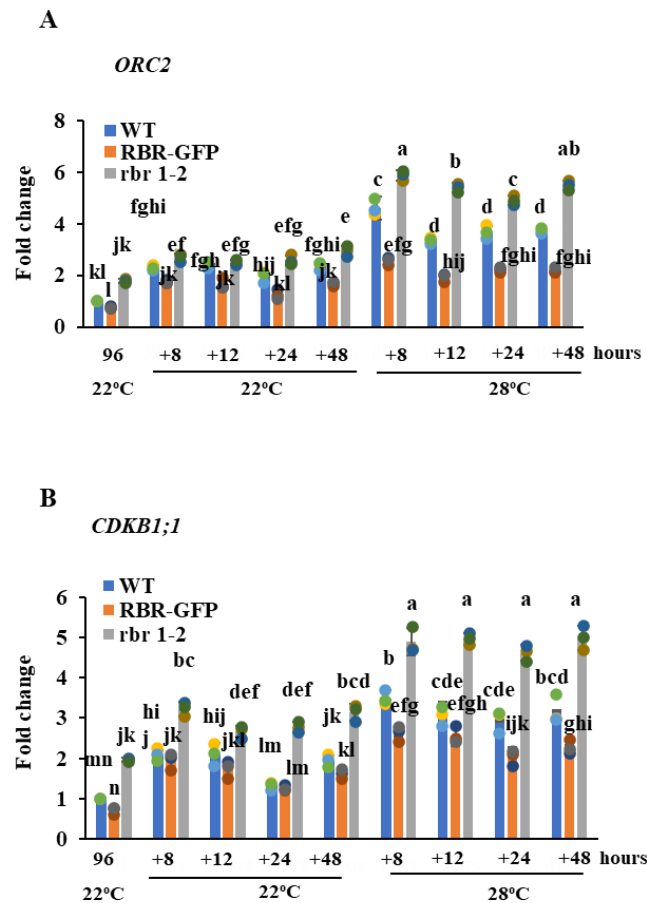 A
ORC2
8
6
4
2
0
Fold change
WT
RBR-GFP
rbr 1-2
kl l jk
fghi jk ef
fgh jk efg
hij kl efg
fghi jk e
c efg a
d hij b
d fghi c
d fghi ab
96 +8 +12 +24 +48 +8 +12 +24 +48 hours
22ºC 22ºC 28ºC
B
CDKB1;1
6
5
4
3
2
1
0
Fold change
WT
RBR-GFP
rbr 1-2
mn n jk
hi j jk bc
hij jkl def
lm lm def
jk kl bcd
b efg a
cde efgh a
cde ijk a
bcd ghi a
96 +8 +12 +24 +48 +8 +12 +24 +48 hours
22ºC 22ºC 28ºC